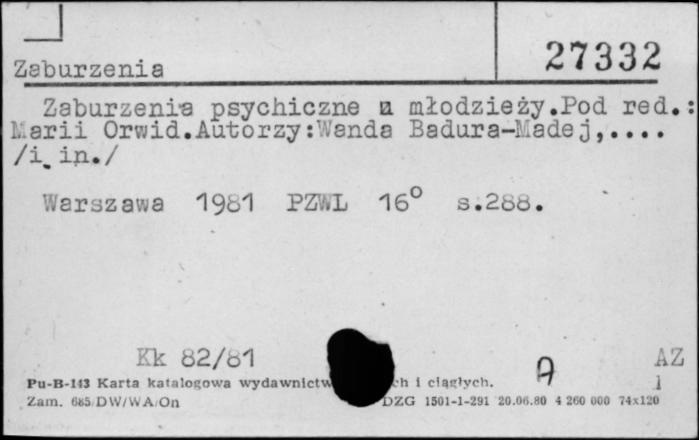 27332
Zaburzenia
Zaburzenia psychiczne u młodzieży.Pod red.:
Marii Orwid.Autorzy:Wanda Badura-Madej,....
/i in./
Warszawa 1981 PZWL 16° s.288.
Kk 82/81 A AZ
Pu-B-143 Karta katalogowa wydawnictw ch i ciągłych. 1
Zam. 685/DW/WA/On DZG 1501-1-291 20.06.80 4 260 000 74x120